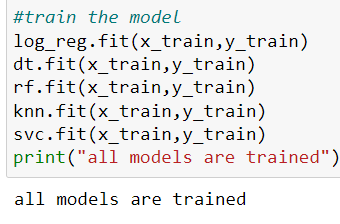 #train the model
log_reg.fit(x_train,y_train)
dt.fit(x_train,y_train)
rf.fit(x_train,y_train)
knn.fit(x_train,y_train)
svc.fit(x_train,y_train)
print("all models are trained")
all models are trained